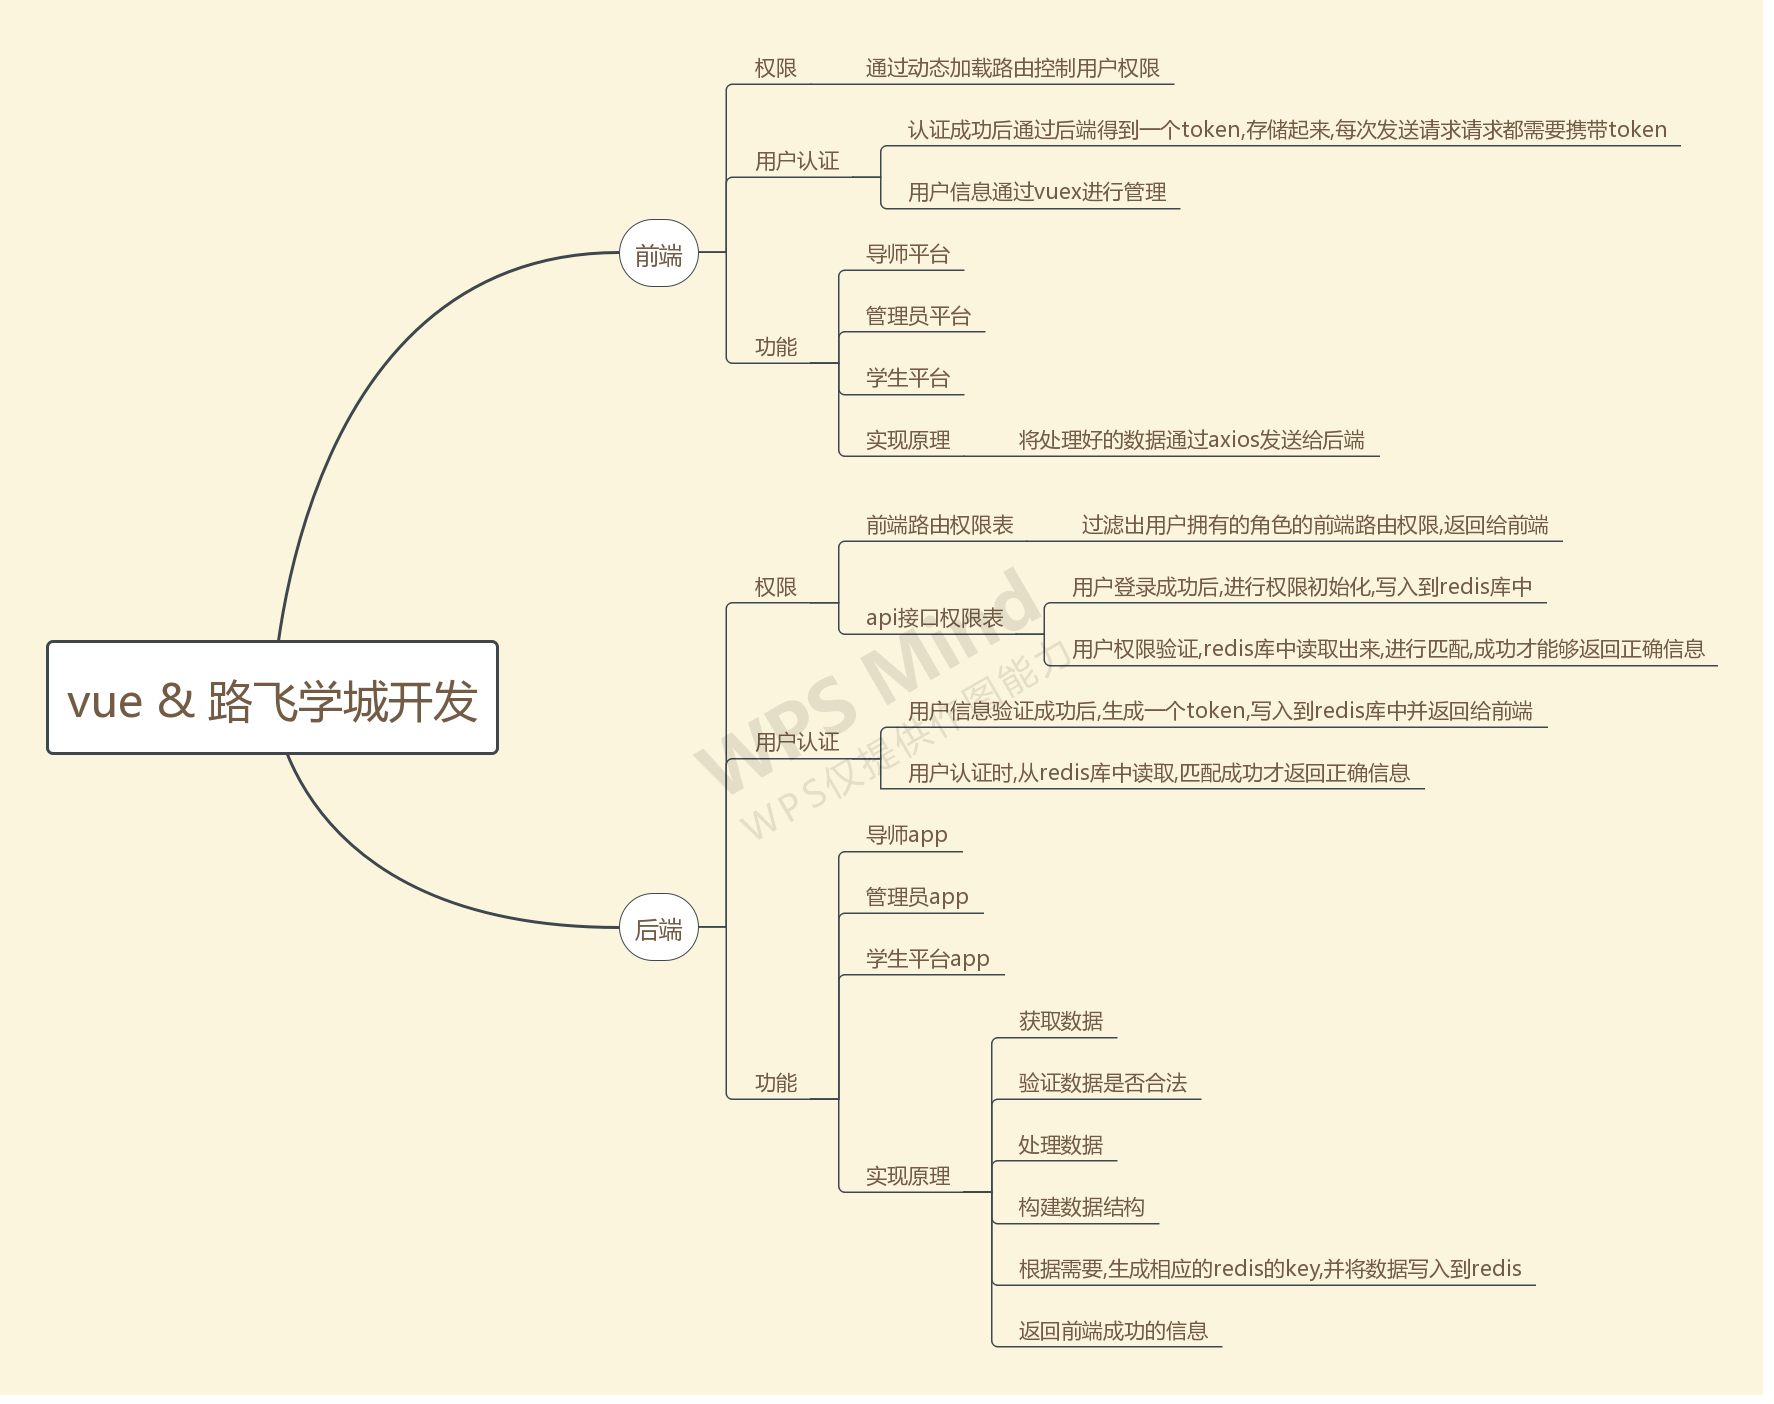 vue & 路飞学城开发
前端
权限
通过动态加载路由控制用户权限
用户认证
认证成功后通过后端得到一个token,存储起来,每次发送请求请求都需要携带token
用户信息通过vuex进行管理
功能
导师平台
管理员平台
学生平台
实现原理
将处理好的数据通过axios发送给后端
后端
权限
前端路由权限表
过滤出用户拥有的角色的前端路由权限,返回给前端
api接口权限表
用户登录成功后,进行权限初始化,写入到redis库中
用户权限验证,redis库中读取出来,进行匹配,成功才能够返回正确信息
用户认证
用户信息验证成功后,生成一个token,写入到redis库中并返回给前端
用户认证时,从redis库中读取,匹配成功才返回正确信息
功能
导师app
管理员app
学生平台app
实现原理
获取数据
验证数据是否合法
处理数据
构建数据结构
根据需要,生成相应的redis的key,并将数据写入到redis
返回前端成功的信息
WPS Mind
WPS仅提供作图能力